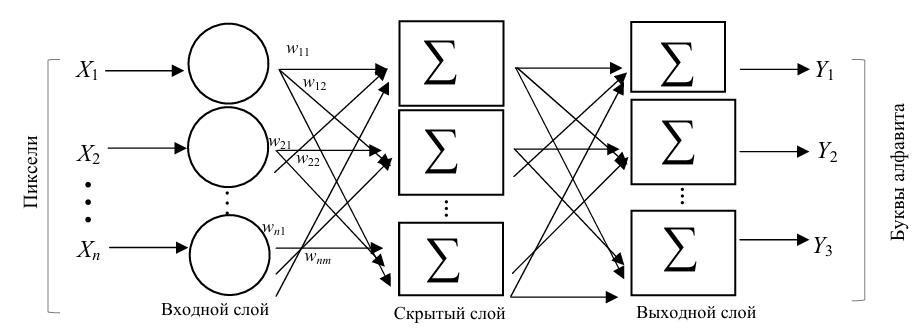 Пиксели
X1
X2
Xn
w11
w12
w21
w22
wn1
wnm
Входной слой
∑
∑
∑
Скрытый слой
∑
∑
∑
Выходной слой
Y1
Y2
Y3
Буквы алфавита